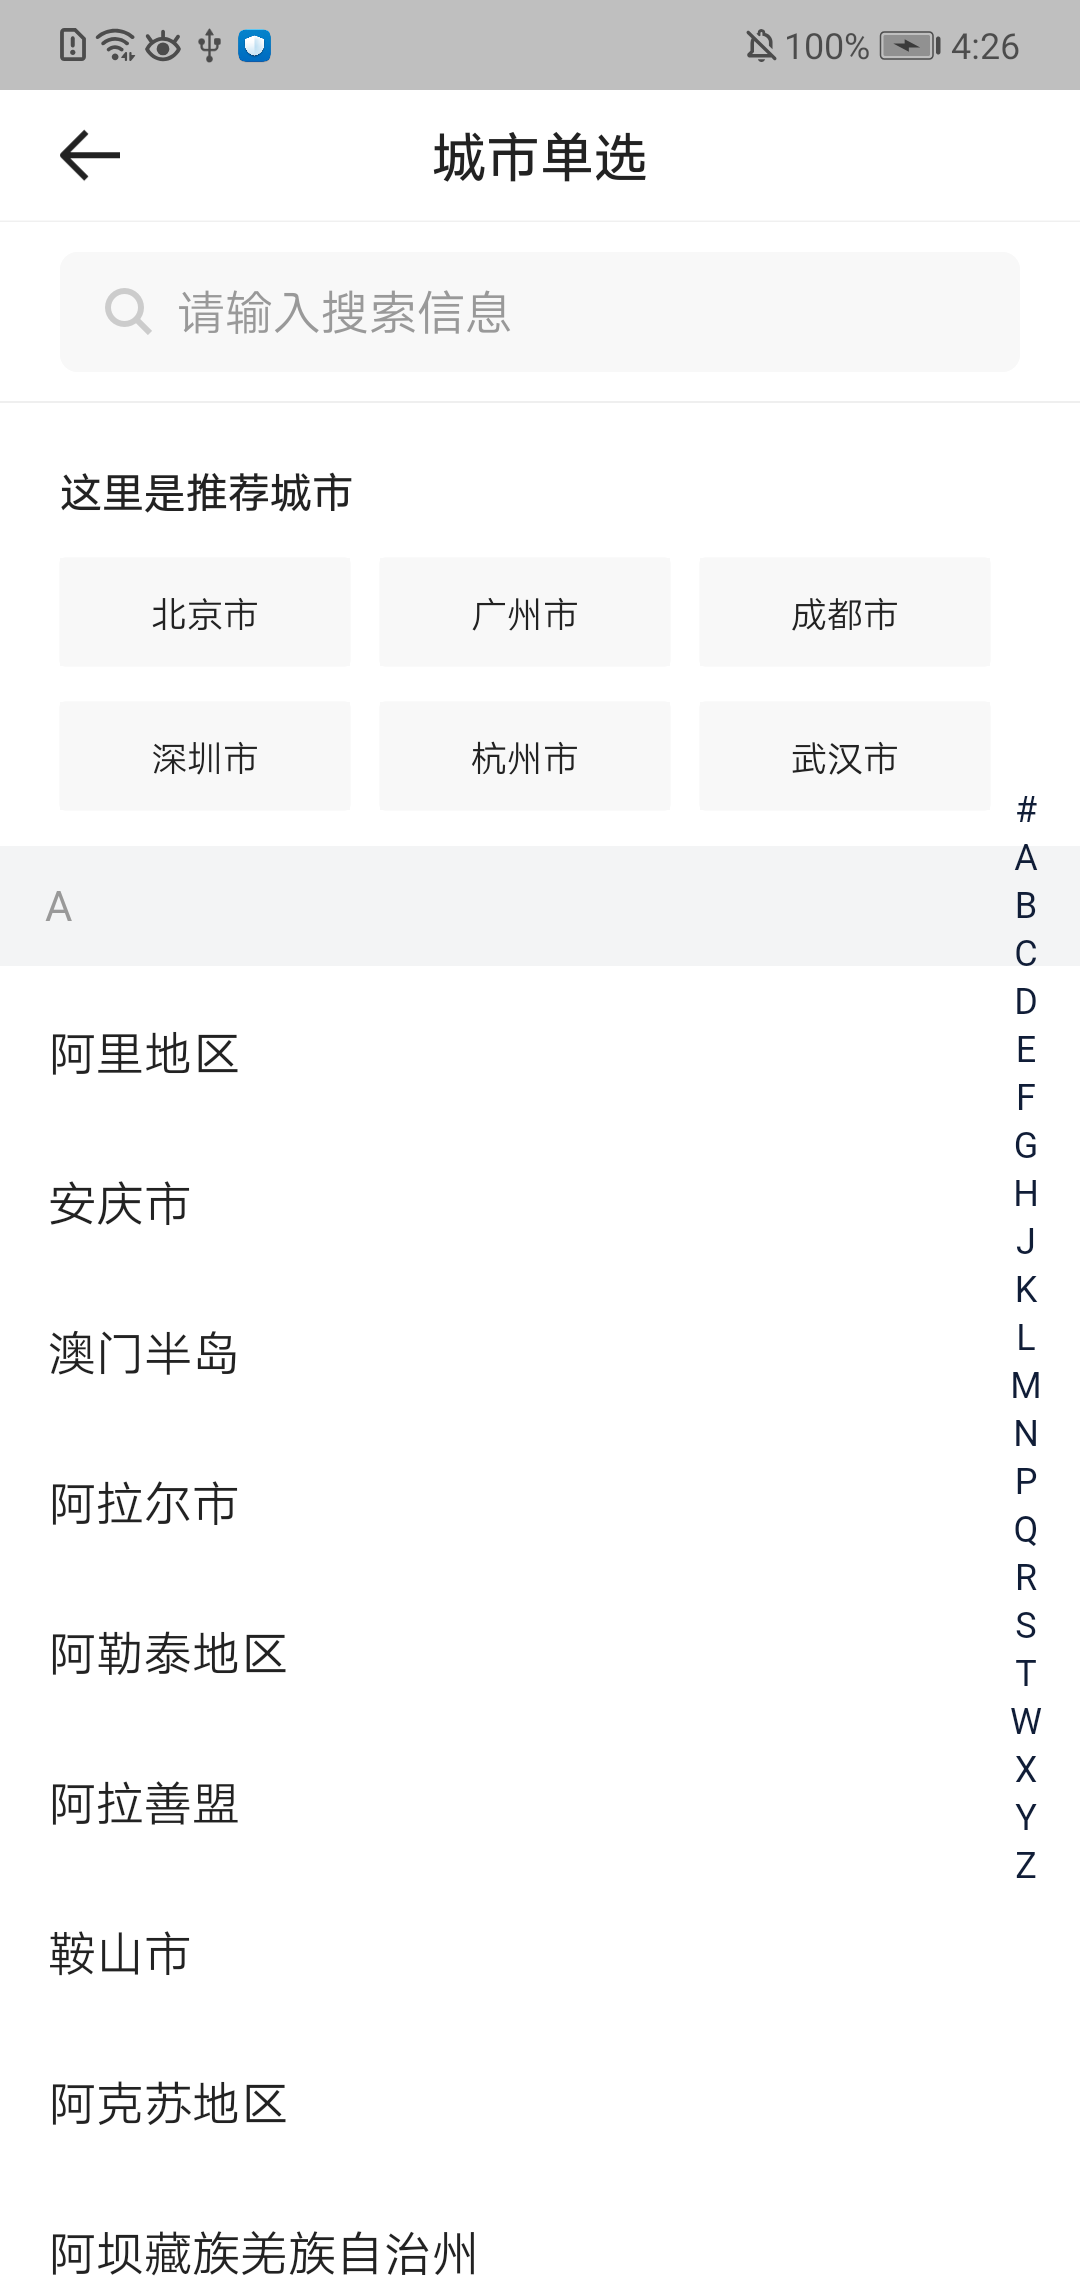 100% 4:26
城市单选
请输入搜索信息
这里是推荐城市
北京市 广州市 成都市
深圳市 杭州市 武汉市
#
A
B
C
D
E
F
G
H
J
K
L
M
N
P
Q
R
S
T
W
X
Y
Z
A
阿里地区
安庆市
澳门半岛
阿拉尔市
阿勒泰地区
阿拉善盟
鞍山市
阿克苏地区
阿坝藏族羌族自治州